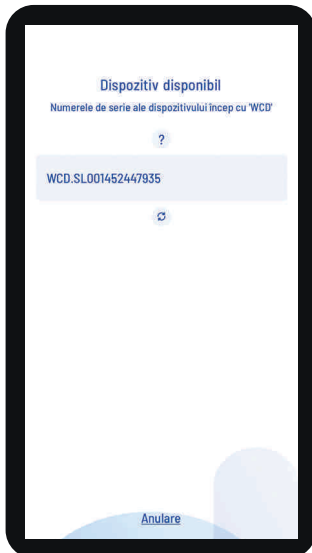 Dispozitiv disponibil
Numerele de serie ale dispozitivului încep cu 'WCD'
?
WCD.SL001452447935
Anulare